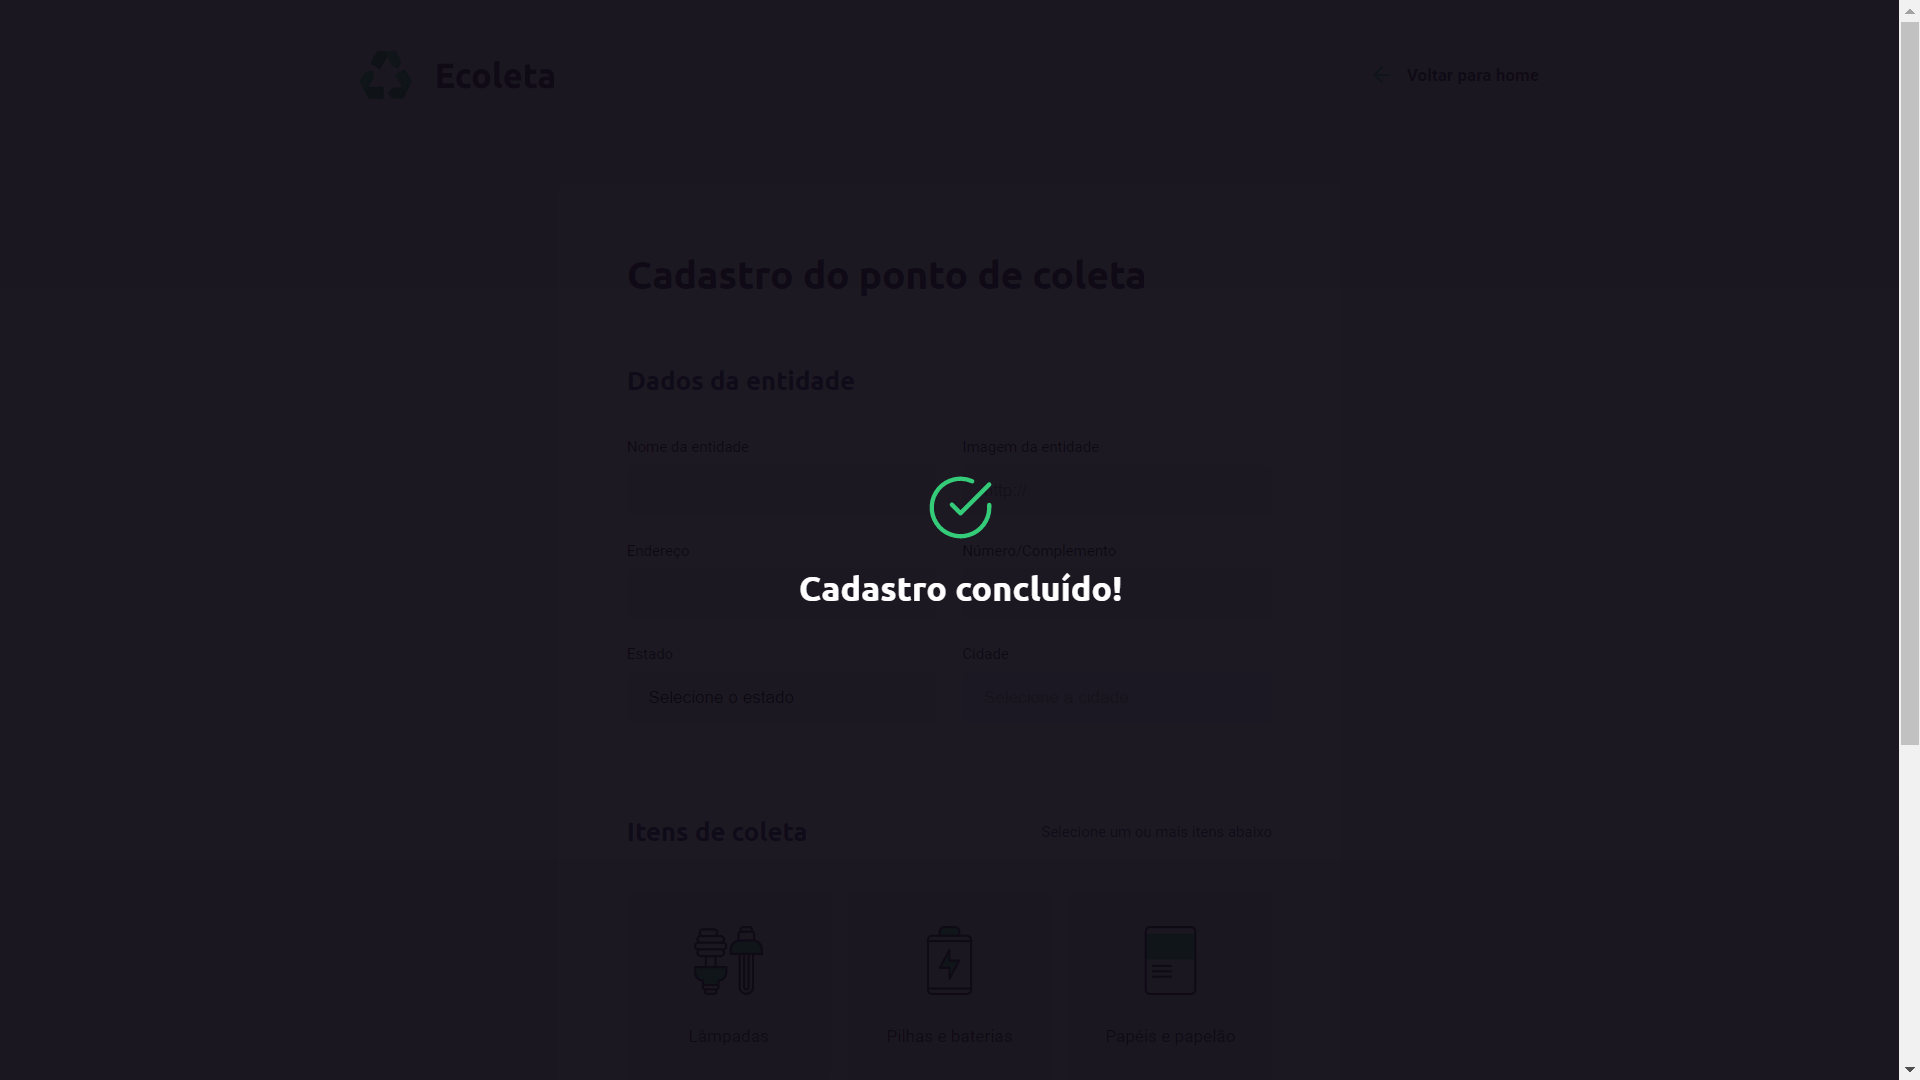 Ecoleta
Voltar para home
Cadastro do ponto de coleta
Dados da entidade
Nome da entidade
Imagem da entidade
Endereço
Número/Complemento
Cadastro concluído!
Estado
Cidade
Selecione o estado
Selecione a cidade
Itens de coleta
Selecione um ou mais itens abaixo
Lâmpadas
Pilhas e baterias
Papéis e papelão